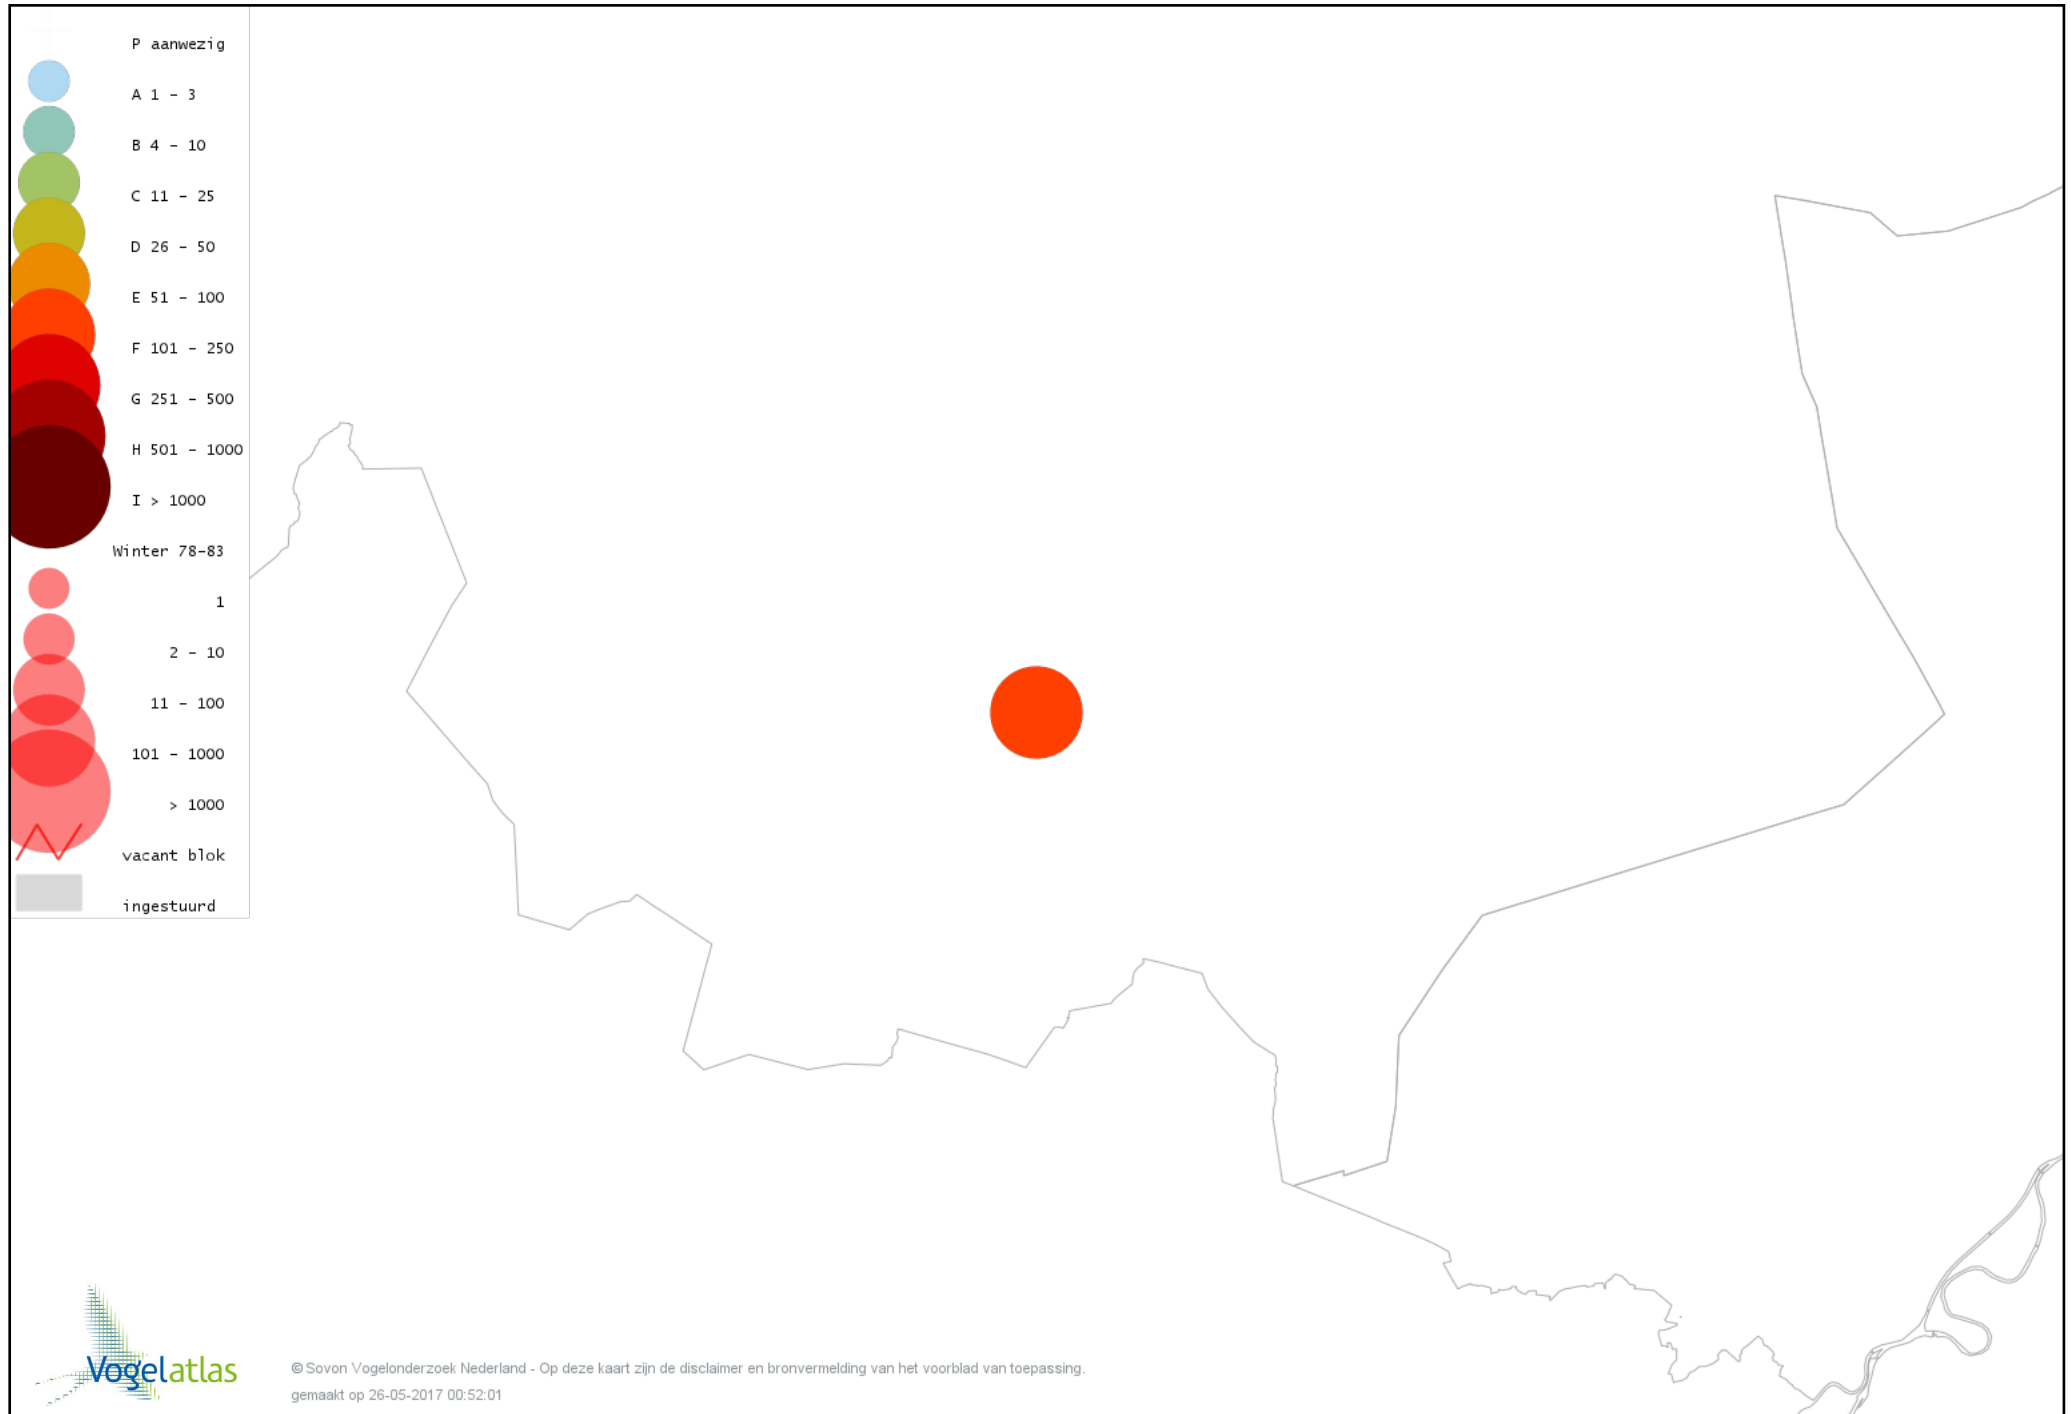 P aanwezig
A 1 - 3
B 4 - 10
C 11 - 25
D 26 - 50
E 51 - 100
F 101 - 250
G 251 - 500
H 501 - 1000
I > 1000
Winter 78-83
1
2 - 10
11 - 100
101 - 1000
> 1000
vacant blok
ingestuurd
Vogelatlas
© Sovon Vogelonderzoek Nederland - Op deze kaart zijn de disclaimer en bronvermelding van het voorblad van toepassing.
gemaakt op 26-05-2017 00:52:01